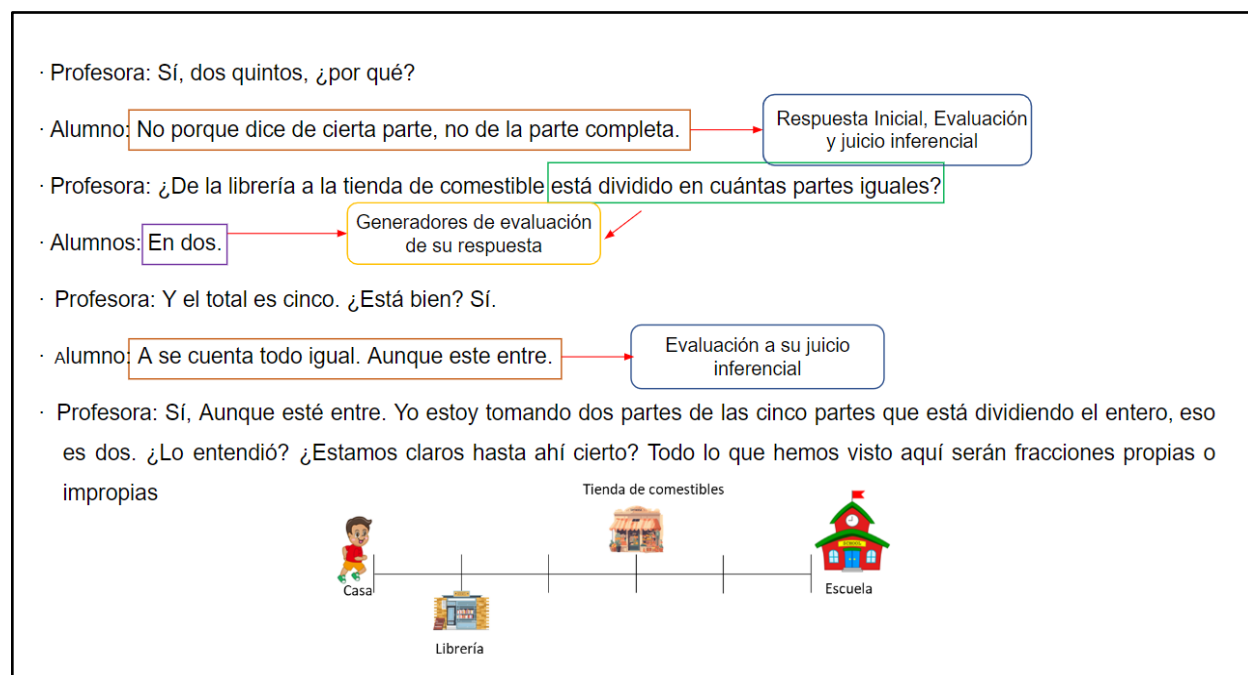 · Profesora: Sí, dos quintos, ¿por qué?
· Alumno: No porque dice de cierta parte, no de la parte completa.
Respuesta Inicial, Evaluación
y juicio inferencial
· Profesora: ¿De la librería a la tienda de comestible está dividido en cuántas partes iguales?
· Alumnos: En dos.
Generadores de evaluación
de su respuesta
· Profesora: Y el total es cinco. ¿Está bien? Sí.
· Alumno: A se cuenta todo igual. Aunque este entre.
Evaluación a su juicio
inferencial
· Profesora: Sí, Aunque esté entre. Yo estoy tomando dos partes de las cinco partes que está dividiendo el entero, eso
es dos. ¿Lo entendió? ¿Estamos claros hasta ahí cierto? Todo lo que hemos visto aquí serán fracciones propias o
impropias
Tienda de comestibles
SCHOOL
Casa
Escuela
Librería